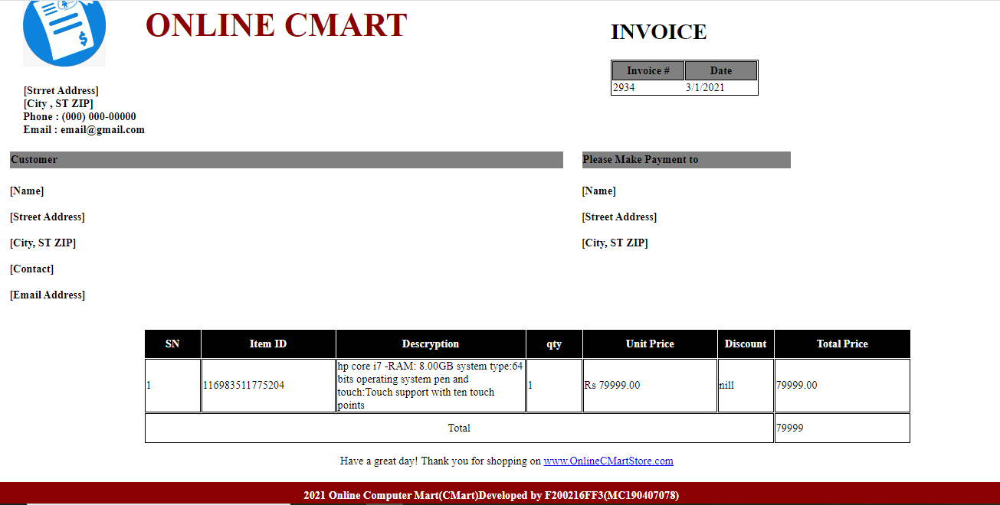 ONLINE CMART
INVOICE
Invoice # Date
2934 3/1/2021
[Strret Address]
[City , ST ZIP]
Phone : (000) 000-00000
Email : email@gmail.com
Customer Please Make Payment to
[Name] [Name]
[Street Address] [Street Address]
[City, ST ZIP] [City, ST ZIP]
[Contact]
[Email Address]
SN Item ID Descryption qty Unit Price Discount Total Price
1 116983511775204 hp core i7 -RAM: 8.00GB system type:64
bits operating system pen and
touch:Touch support with ten touch
points 1 Rs 79999.00 nill 79999.00
Total 79999
Have a great day! Thank you for shopping on www.OnlineCMartStore.com
2021 Online Computer Mart(CMart)Developed by F200216FF3(MC190407078)